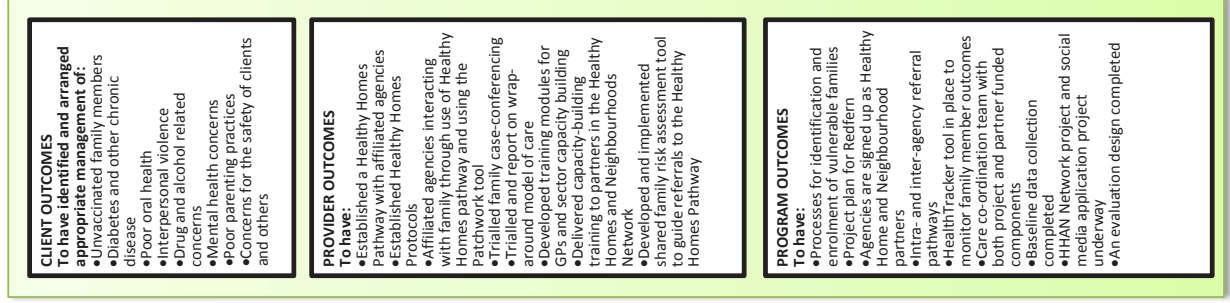 CLIENT OUTCOMES
To have identified and arranged
appropriate management of:
•Unvaccinated family members
•Diabetes and other chronic
disease
•Poor oral health
•Interpersonal violence
•Drug and alcohol related
concerns
•Mental health concerns
•Poor parenting practices
•Concerns for the safety of clients
and others
PROVIDER OUTCOMES
To have:
•Established a Healthy Homes
Pathway with affiliated agencies
•Established Healthy Homes
Protocols
•Affiliated agencies interacting
with family through use of Healthy
Homes pathway and using the
Patchwork tool
•Trialled family case-conferencing
•Trialled and report on wrap-
around model of care
•Developed training modules for
GPs and sector capacity building
•Delivered capacity-building
training to partners in the Healthy
Homes and Neighbourhoods
Network
•Developed and implemented
shared family risk assessment tool
to guide referrals to the Healthy
Homes Pathway
PROGRAM OUTCOMES
To have:
•Processes for identification and
enrolment of vulnerable families
•Project plan for Redfern
•Agencies are signed up as Healthy
Home and Neighbourhood
partners
•Intra- and inter-agency referral
pathways
•HealthTracker tool in place to
monitor family member outcomes
•Care co-ordination team with
both project and partner funded
components
•Baseline data collection
completed
•HHAN Network project and social
media application project
underway
•An evaluation design completed